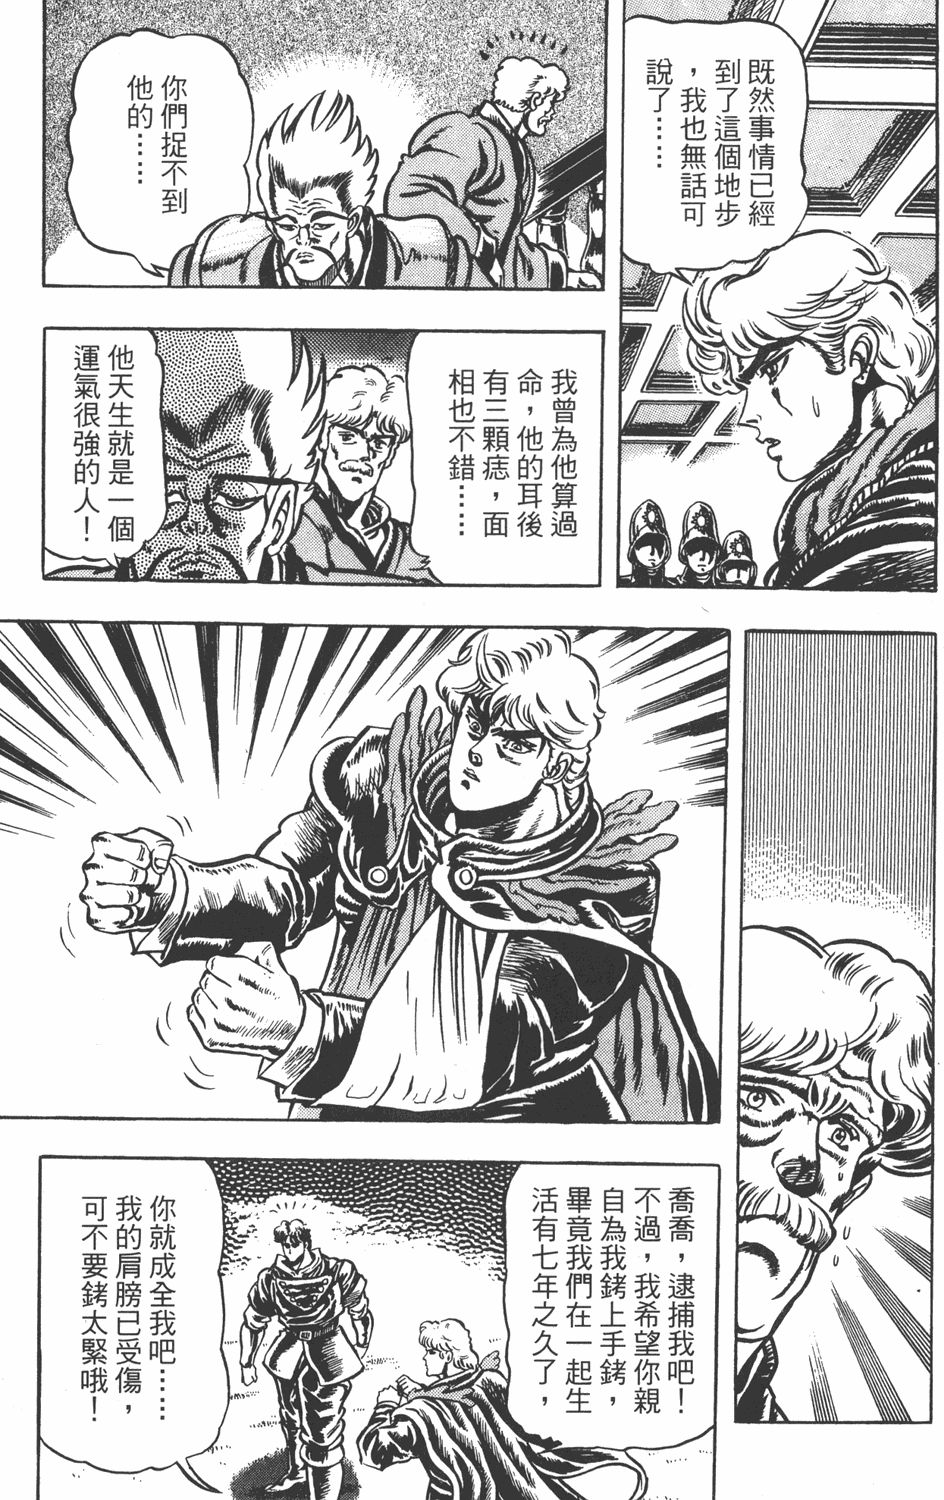 既然事情已經
到了這個地步
，我也無話可
說了……
你們捉不到
他的……
我曾為他算過
命，他的耳後
有三顆痣，面
相也不錯……
他天生就是一個
運氣很強的人！
喬喬，逮捕我吧！
不過，我希望你親
自為我銬上手銬，
畢竟我們在一起生
活有七年之久了，
你就成全我吧……
我的肩膀已受傷，
可不要銬太緊哦！